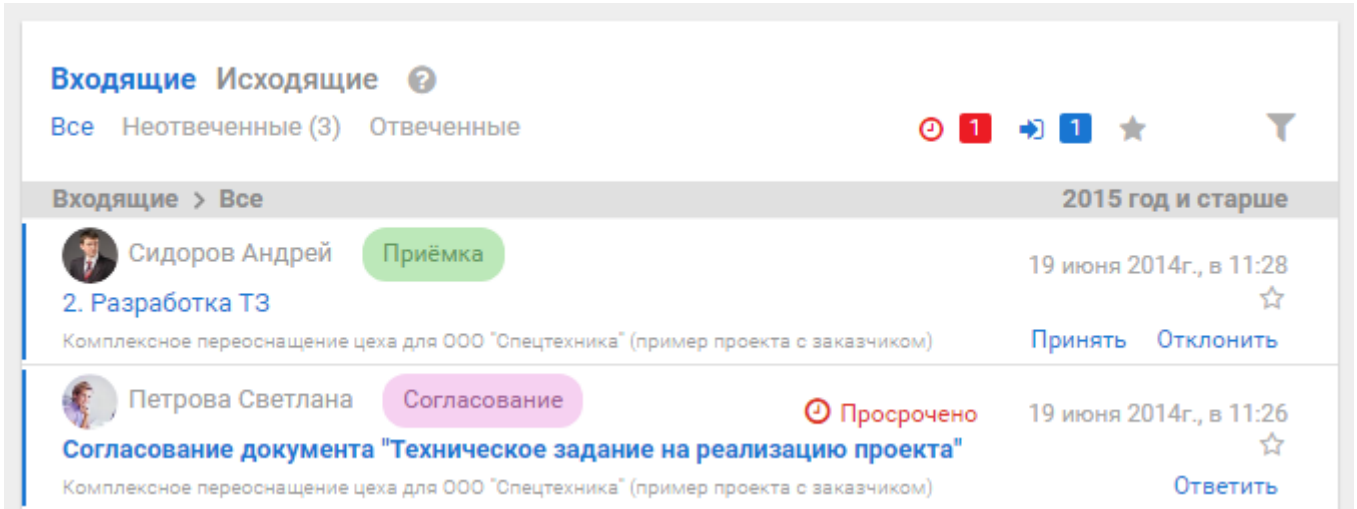 Входящие Исходящие ?
Все Неотвеченные (3) Отвеченные 1 1
Входящие > Все 2015 год и старше
Сидоров Андрей Приёмка 19 июня 2014г., в 11:28
2. Разработка ТЗ
Комплексное переоснащение цеха для ООО "Спецтехника" (пример проекта с заказчиком) Принять Отклонить
Петрова Светлана Согласование Просрочено 19 июня 2014г., в 11:26
Согласование документа "Техническое задание на реализацию проекта"
Комплексное переоснащение цеха для ООО "Спецтехника" (пример проекта с заказчиком) Ответить